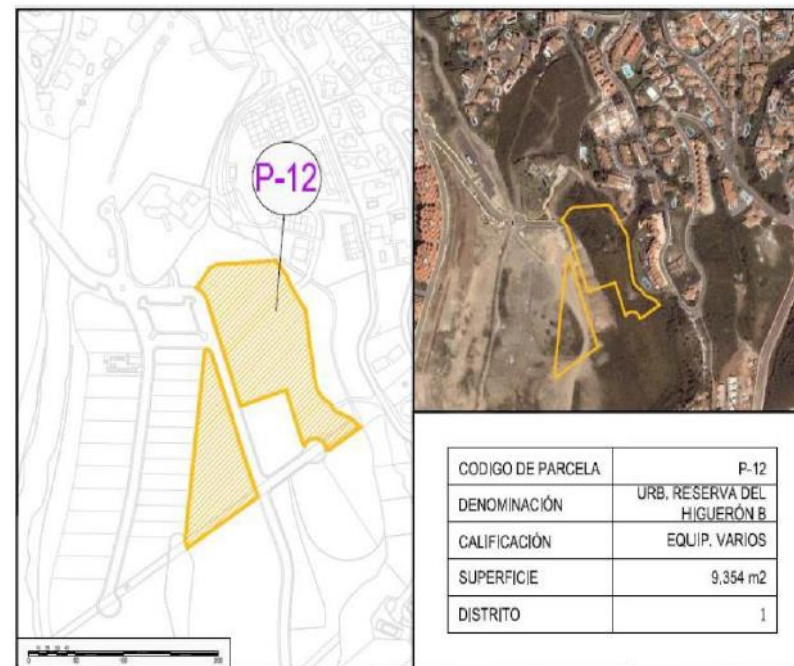 P-12
CODIGO DE PARCELA P-12
DENOMINACIÓN URB. RESERVA DEL
HIGUERÓN B
CALIFICACIÓN EQUIP. VARIOS
SUPERFICIE 9,354 m2
DISTRITO 1